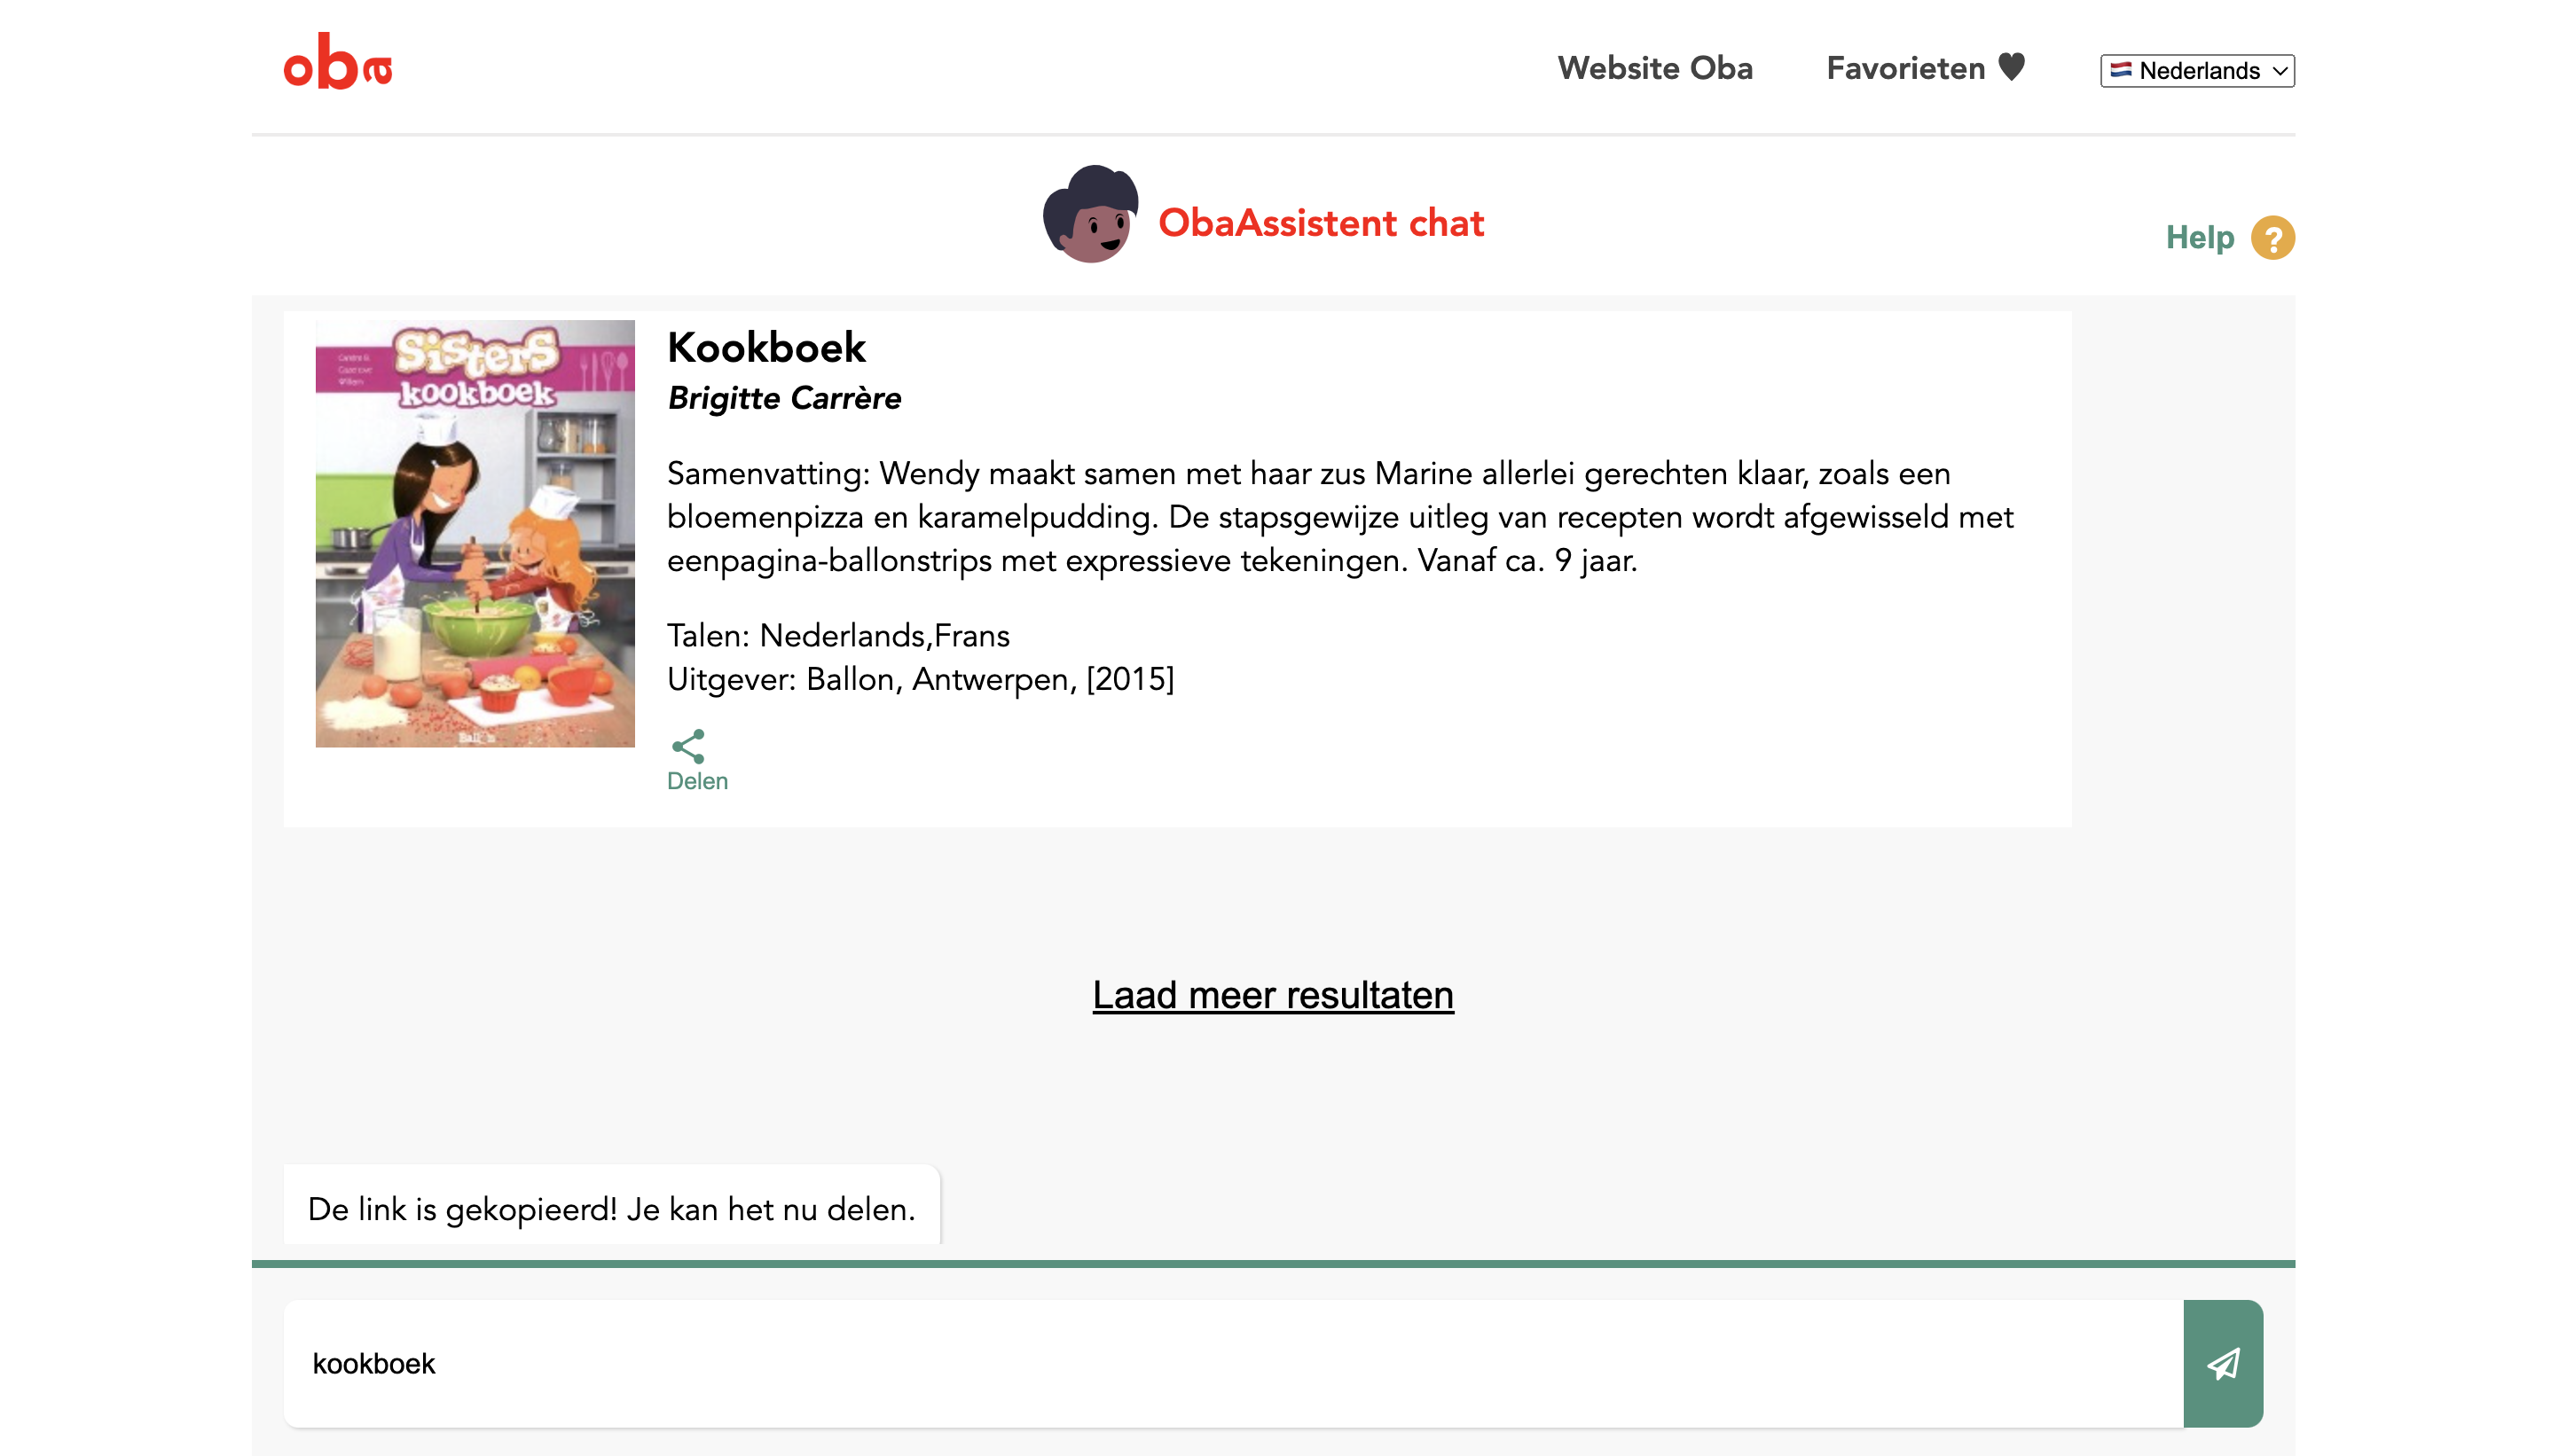 oba
Website Oba
Favorieten
Nederlands
ObaAssistent chat
Help ?
Sisters
kookboek
Kookboek
Brigitte Carrère
Samenvatting: Wendy maakt samen met haar zus Marine allerlei gerechten klaar, zoals een
bloemenpizza en karamelpudding. De stapsgewijze uitleg van recepten wordt afgewisseld met
eenpagina-ballonstrips met expressieve tekeningen. Vanaf ca. 9 jaar.
Talen: Nederlands,Frans
Uitgever: Ballon, Antwerpen, [2015]
Delen
Laad meer resultaten
De link is gekopieerd! Je kan het nu delen.
kookboek